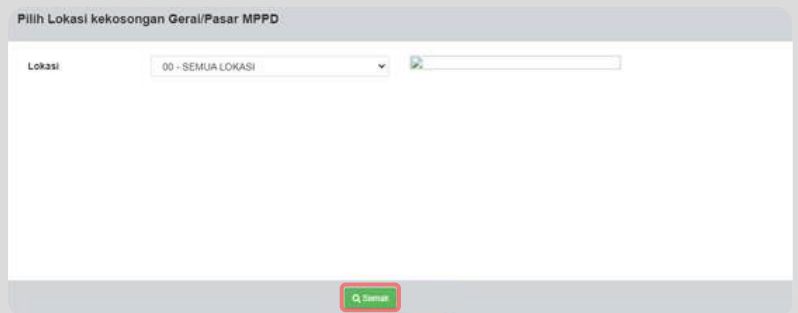 Pilih Lokasi kekosongan Gerai/Pasar MPPD
Lokasi 00 - SEMUA LOKASI
Semak